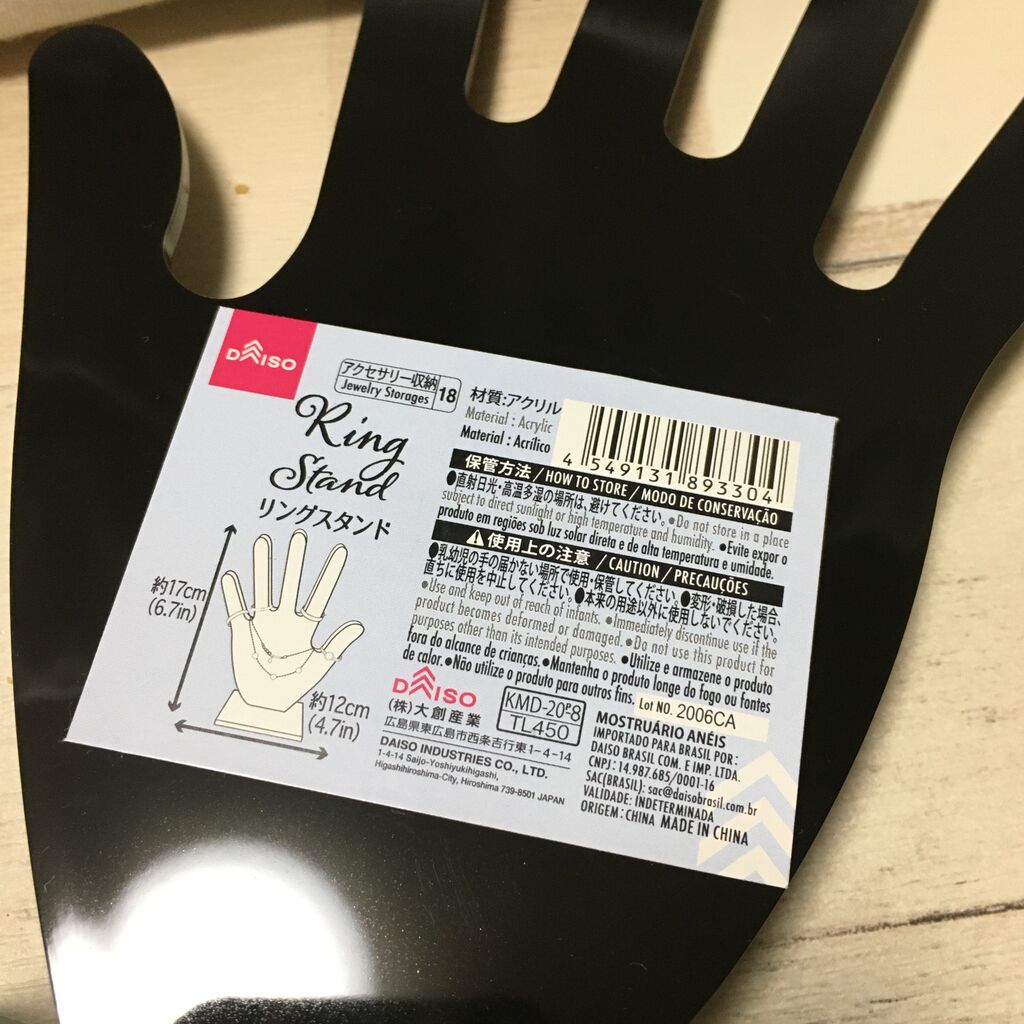 DAISO
アクセサリー収納
Jewelry Storages
18
Ring
Stand
リングスタンド
約17cm
(6.7in)
約12cm
(4.7in)
材質:アクリル
Material : Acrylic
Material : Acrílico
4 549131 893304
保管方法 / HOW TO STORE / MODO DE CONSERVAÇÃO
●直射日光・高温多湿の場所は、避けてください。●Do not store in a place
subject to direct sunlight or high temperature and humidity. ●Evite expor o
produto em regiões sob luz solar direta e de alta temperatura e umidade.
⚠使用上の注意 / CAUTION / PRECAUÇÕES
●乳幼児の手の届かない場所で使用・保管してください。●変形・破損した場合、
直ちに使用を中止してください。●本来の用途以外に使用しないでください。
●Use and keep out of reach of infants. ●Immediately discontinue use if the
product becomes deformed or damaged. ●Do not use this product for
purposes other than its intended purposes. ●Utilize e armazene o produto
fora do alcance de crianças. ●Mantenha o produto longe do fogo ou fontes
de calor. ●Não utilize o produto para outros fins.
Lot NO. 2006CA
DAISO
(株)大創産業
広島県東広島市西条吉行東1-4-14
DAISO INDUSTRIES CO., LTD.
1-4-14 Saijo-Yoshiyukihigashi,
Higashihiroshima-City, Hiroshima 739-8501 JAPAN
KMD-20P8
TL450
MOSTRUÁRIO ANÉIS
IMPORTADO PARA BRASIL POR:
DAISO BRASIL COM. E IMP. LTDA.
CNPJ: 14.987.685/0001-16
SAC(BRASIL): sac@daisobrasil.com.br
VALIDADE: INDETERMINADA
ORIGEM: CHINA MADE IN CHINA